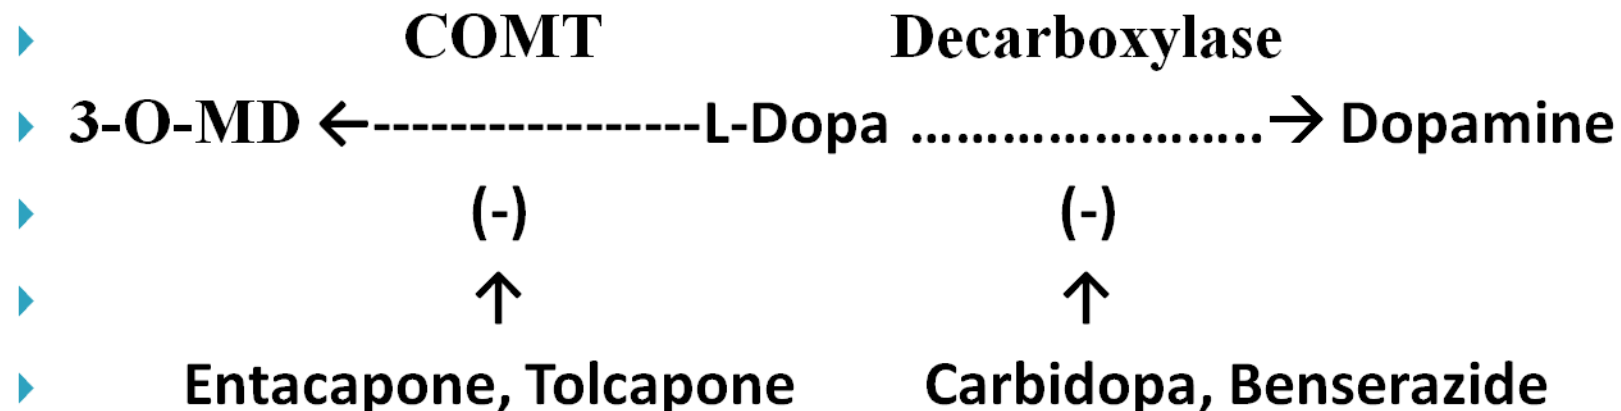 COMT Decarboxylase
3-O-MD ←-----------------L-Dopa ……………………..→ Dopamine
(-) (-)
↑ ↑
Entacapone, Tolcapone Carbidopa, Benserazide